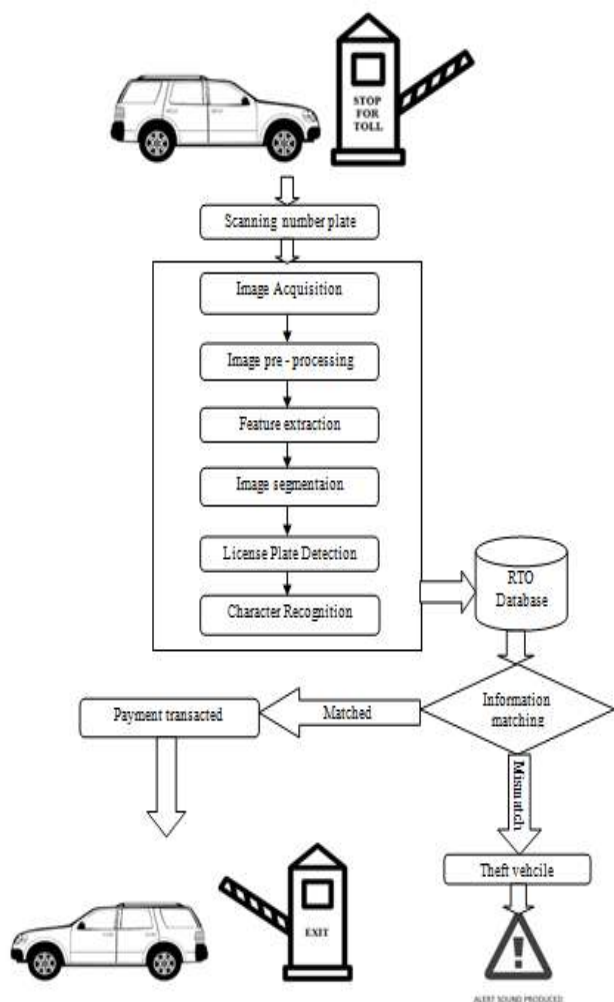 STOP
FOR
TOLL
Scanning number plate
Image Acquisition
Image pre - processing
Feature extraction
Image segmentaion
License Plate Detection
Character Recognition
RTO
Database
Information
matching
Matched
Payment transacted
Mismatch
Theft vehcile
EXIT
ALERT SOUND PRODUCED